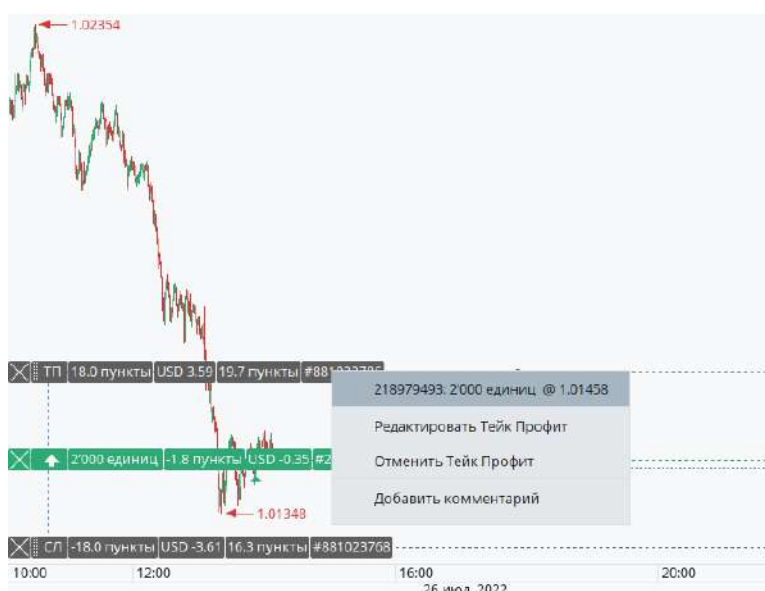 1.02354
ТП 18.0 пункты USD 3.59 19.7 пункты
218979493: 2'000 единиц @ 1.01458
Редактировать Тейк Профит
2'000 единиц -1.8 пункты USD -0.35 #2
Отменить Тейк Профит
Добавить комментарий
1.01348
СЛ -18.0 пункты USD -3.61 16.3 пункты #881023768
10:00 12:00 16:00 20:00
26 июл. 2022